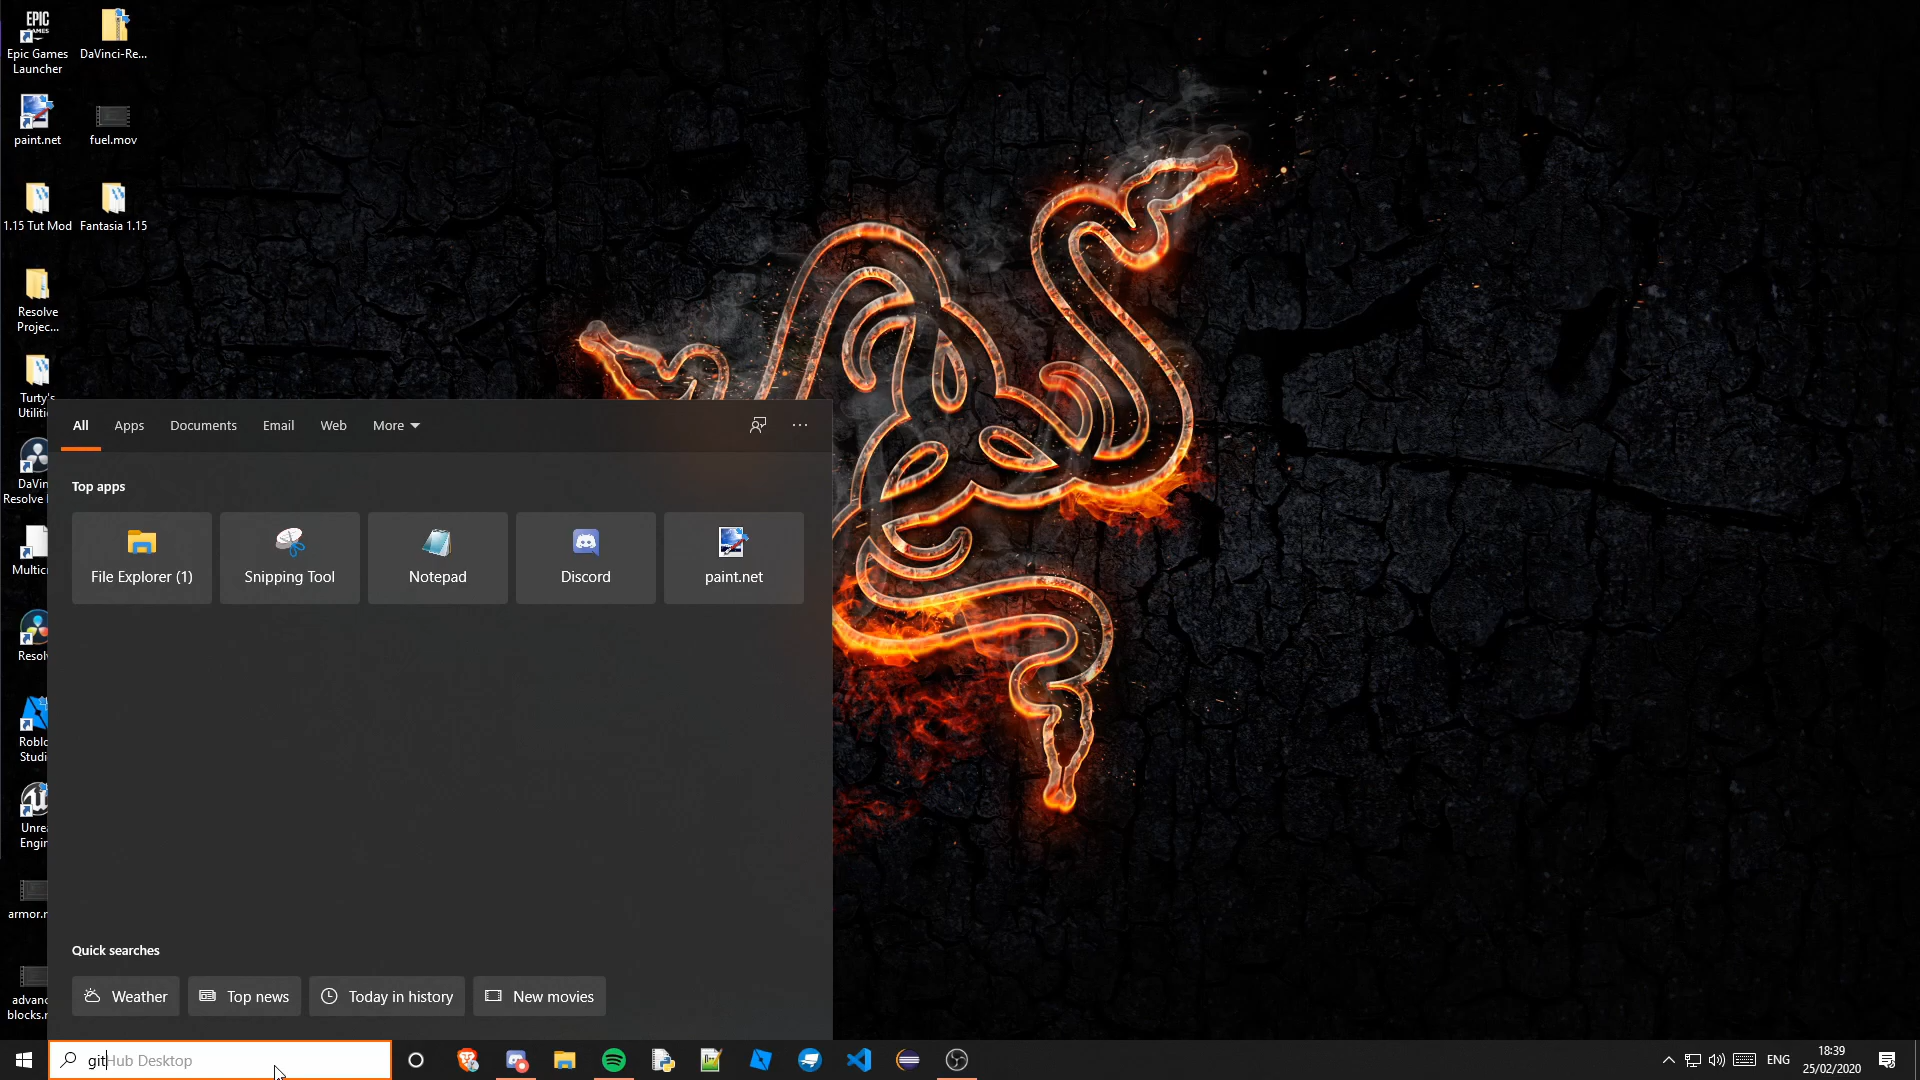 EPIC
GAMES
Epic Games
Launcher
DaVinci-Re...
paint.net
fuel.mov
1.15 Tut Mod
Fantasia 1.15
Resolve
Projec...
Turty's
Utiliti
DaVin
Resolve
Multic
Resolv
Roblo
Studi
Unrea
Engin
armor.
advanc
blocks.
All
Apps
Documents
Email
Web
More
Top apps
File Explorer (1)
Snipping Tool
Notepad
Discord
paint.net
Quick searches
Weather
Top news
Today in history
New movies
gitHub Desktop
ENG
18:39
25/02/2020